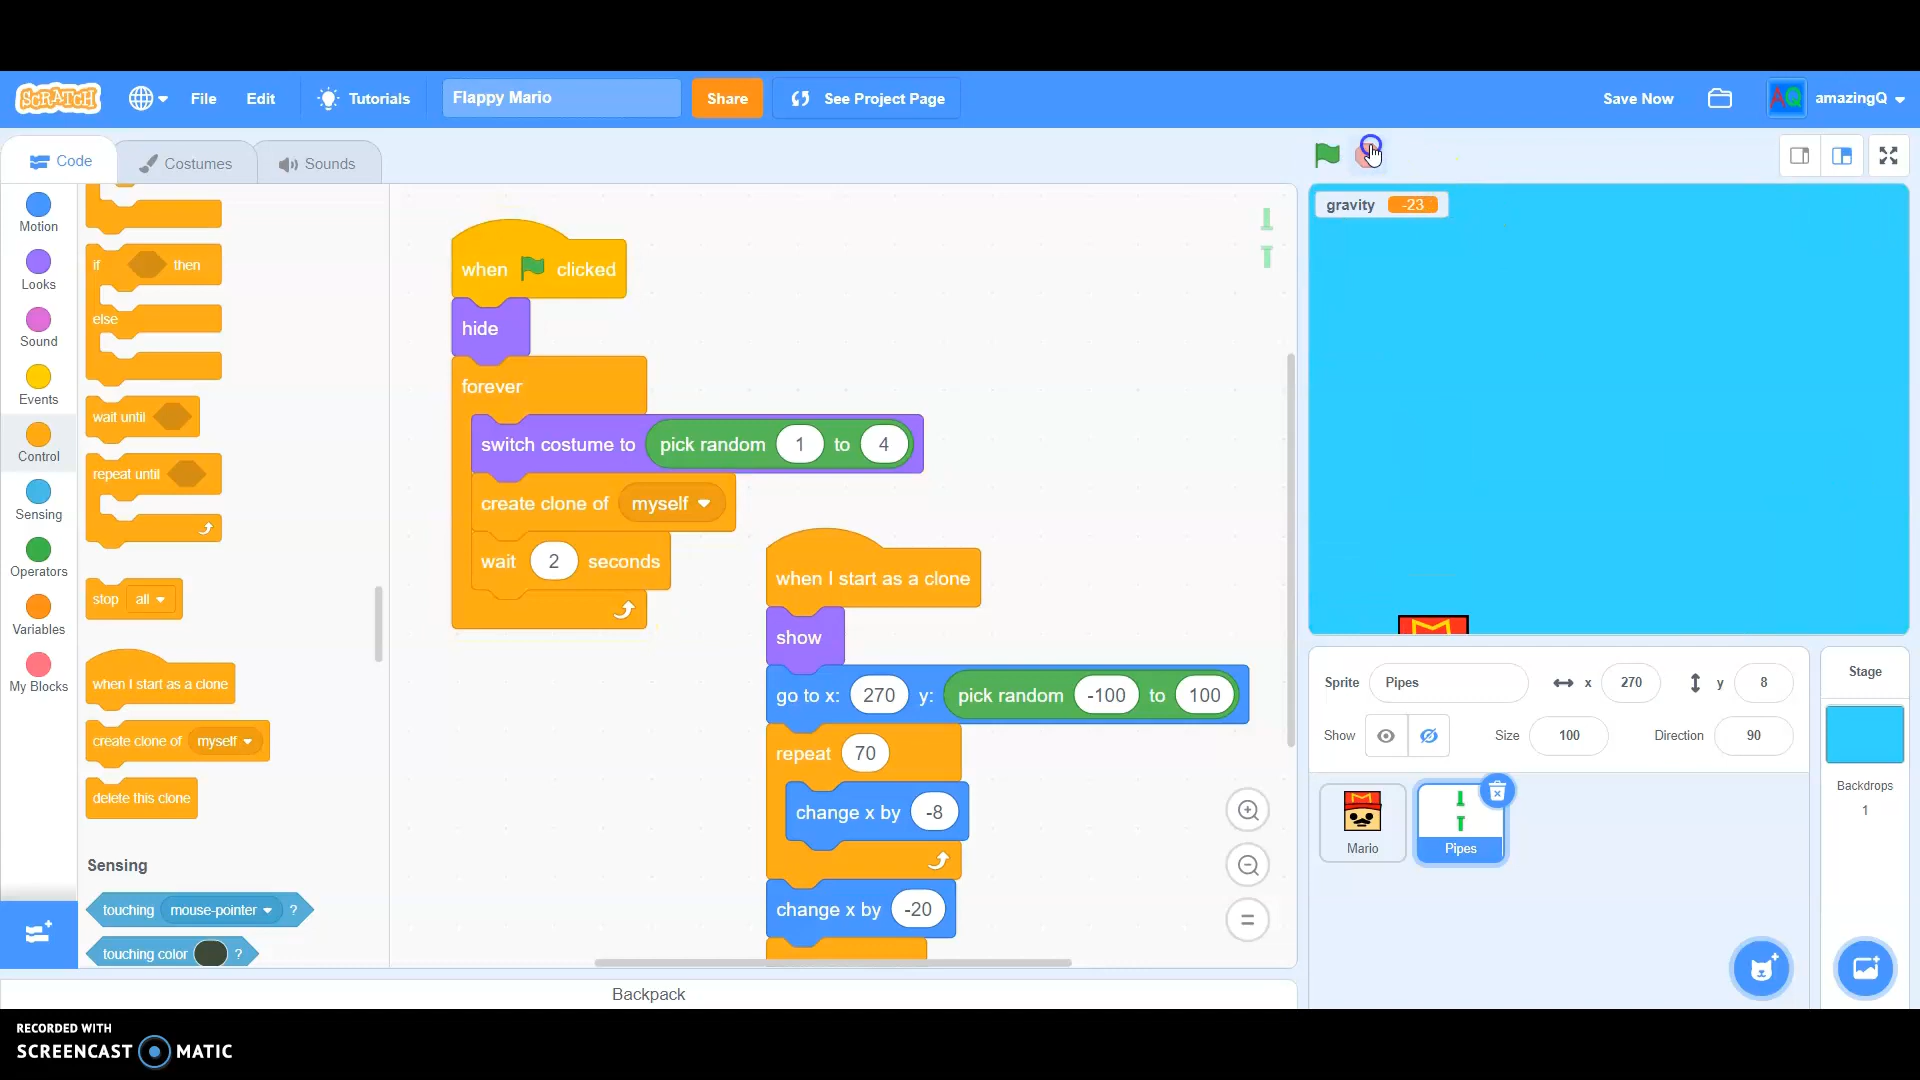 SCRATCH
File
Edit
Tutorials
Flappy Mario
Share
See Project Page
Save Now
AQ
amazingQ
Code
Costumes
Sounds
Motion
Looks
Sound
Events
Control
Sensing
Operators
Variables
My Blocks
if then
else
wait until
repeat until
stop all
when I start as a clone
create clone of myself
delete this clone
Sensing
touching mouse-pointer ?
touching color ?
when clicked
hide
forever
switch costume to pick random 1 to 4
create clone of myself
wait 2 seconds
when I start as a clone
show
go to x: 270 y: pick random -100 to 100
repeat 70
change x by -8
change x by -20
gravity -23
Sprite Pipes x 270 y 8
Show Size 100 Direction 90
Mario
Pipes
Stage
Backdrops
1
Backpack
RECORDED WITH
SCREENCAST MATIC